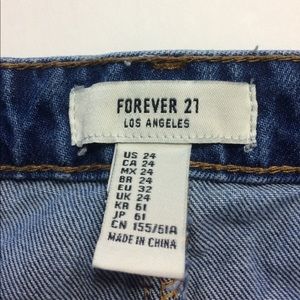 FOREVER 21
LOS ANGELES
US 24
CA 24
MX 24
BR 24
EU 32
UK 24
KR 61
JP 61
CN 155/61A
MADE IN CHINA